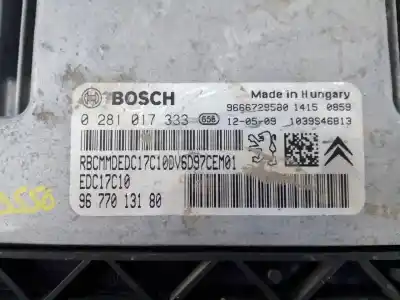 BOSCH
Made in Hungary
9666729580 1415 0859
0 281 017 333 656 12-05-09 1039S46813
RBCMMDEDC17C10DV6D97CEM01
EDC17C10
96 770 131 80